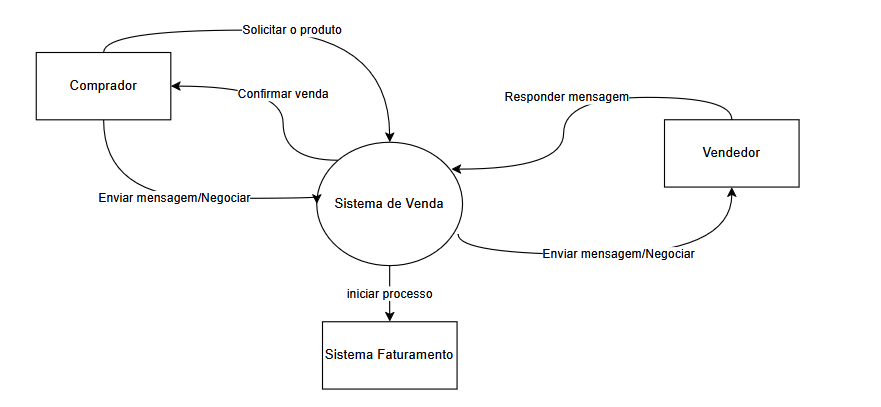 Solicitar o produto
Comprador
Confirmar venda
Responder mensagem
Vendedor
Enviar mensagem/Negociar
Sistema de Venda
Enviar mensagem/Negociar
iniciar processo
Sistema Faturamento